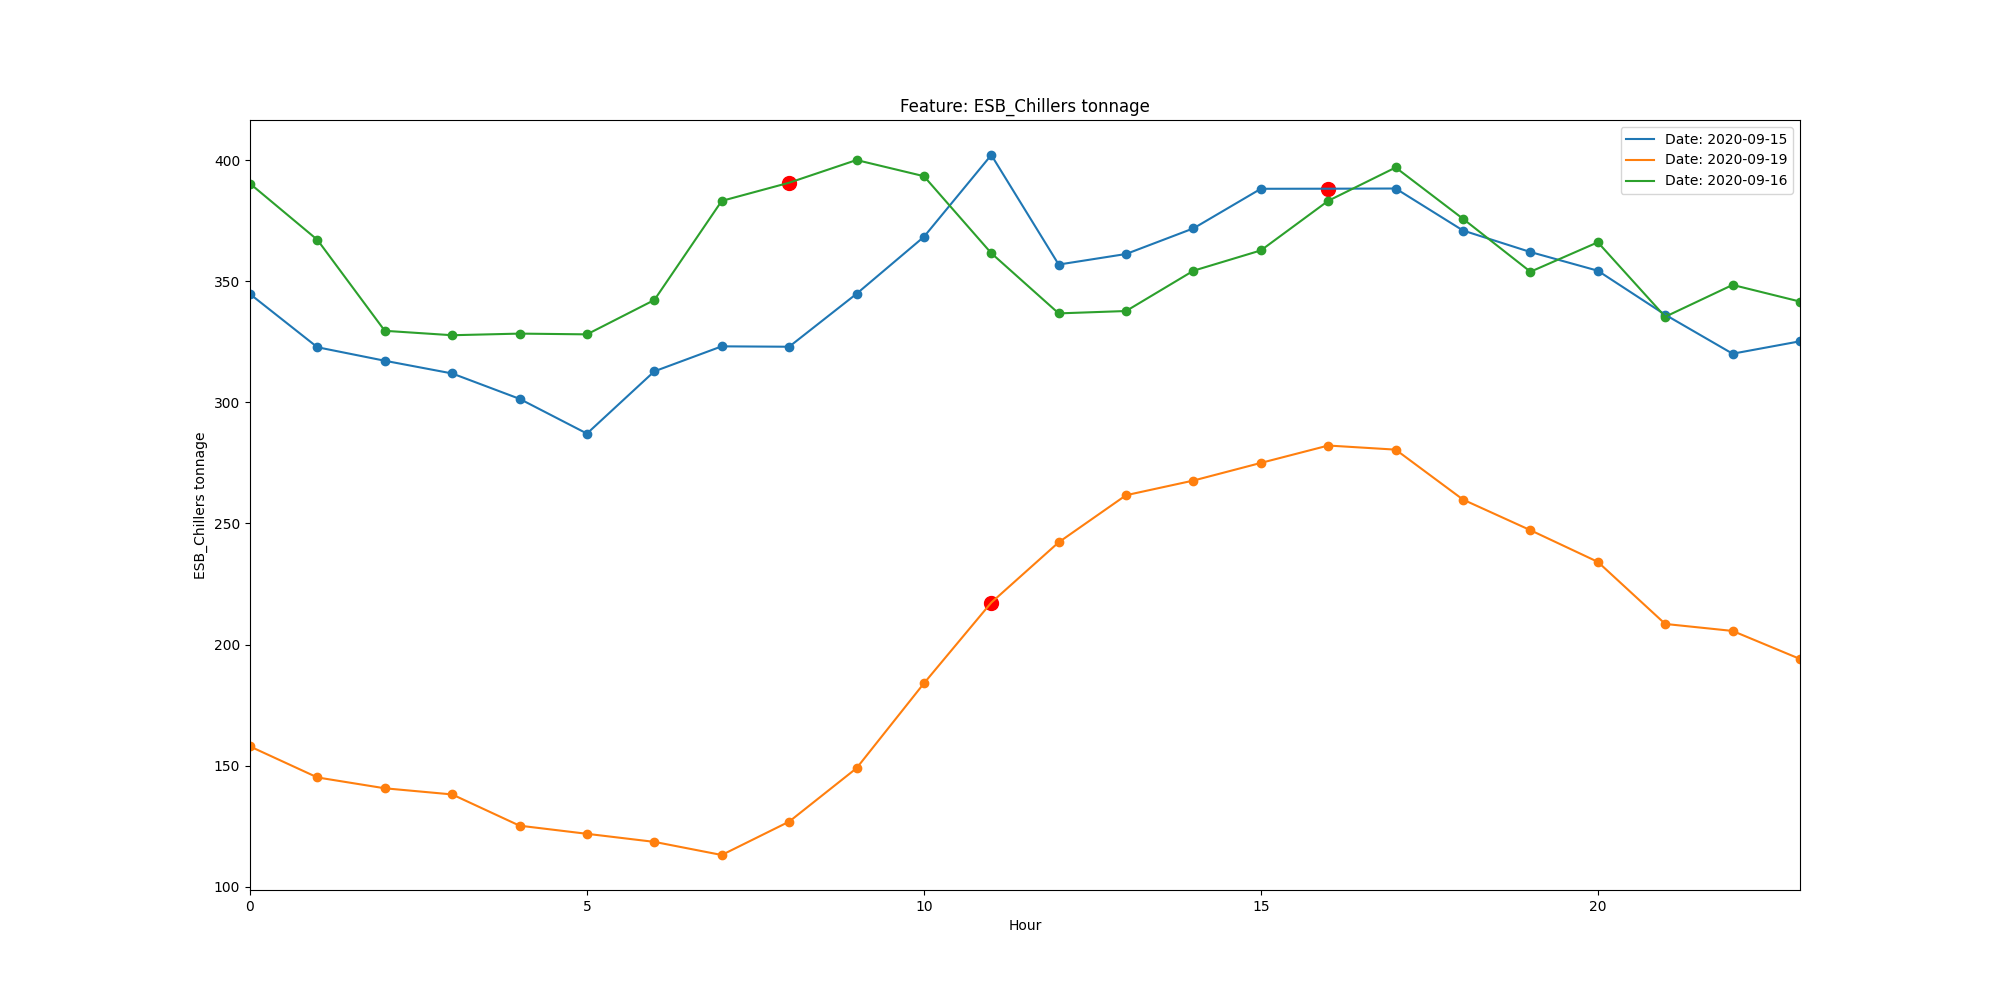 Feature: ESB_Chillers tonnage
Date: 2020-09-15
Date: 2020-09-19
Date: 2020-09-16
ESB_Chillers tonnage
400
350
300
250
200
150
100
0 5 10 15 20
Hour